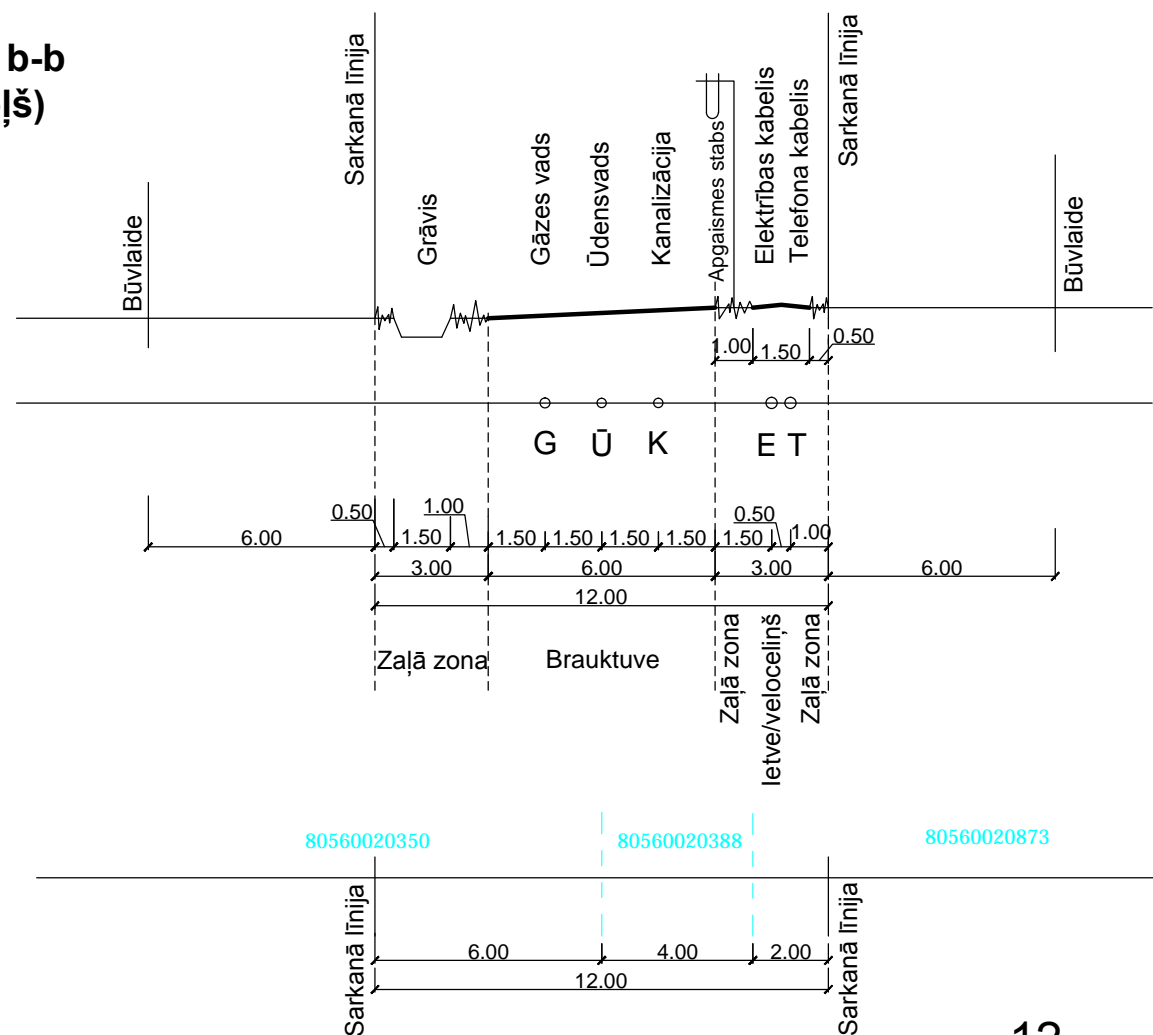 b-b
ļš)
Sarkanā līnija
Sarkanā līnija
Būvlaide
Grāvis
Gāzes vads
Ūdensvads
Kanalizācija
Apgaismes stabs
Elektrības kabelis
Telefona kabelis
Būvlaide
1.00
1.50
0.50
G Ū K E T
0.50
1.00
0.50
6.00
1.50
1.50
1.50
1.50
1.50
1.50
1.00
6.00
3.00
6.00
3.00
12.00
Zaļā zona
Brauktuve
Zaļā zona
Ietve/veloceliņš
Zaļā zona
80560020350
80560020388
80560020873
Sarkanā līnija
Sarkanā līnija
6.00
4.00
2.00
12.00